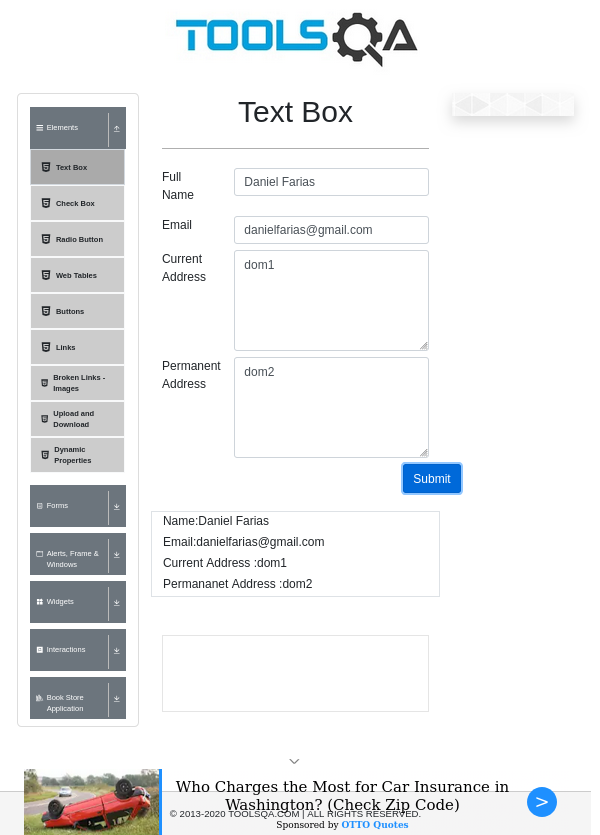 TOOLSQA
Elements
Text Box
Check Box
Radio Button
Web Tables
Buttons
Links
Broken Links -
Images
Upload and
Download
Dynamic
Properties
Forms
Alerts, Frame &
Windows
Widgets
Interactions
Book Store
Application
Text Box
Full
Name
Daniel Farias
Email
danielfarias@gmail.com
Current
Address
dom1
Permanent
Address
dom2
Submit
Name:Daniel Farias
Email:danielfarias@gmail.com
Current Address :dom1
Permananet Address :dom2
Who Charges the Most for Car Insurance in
Washington? (Check Zip Code)
© 2013-2020 TOOLSQA.COM | ALL RIGHTS RESERVED.
Sponsored by OTTO Quotes